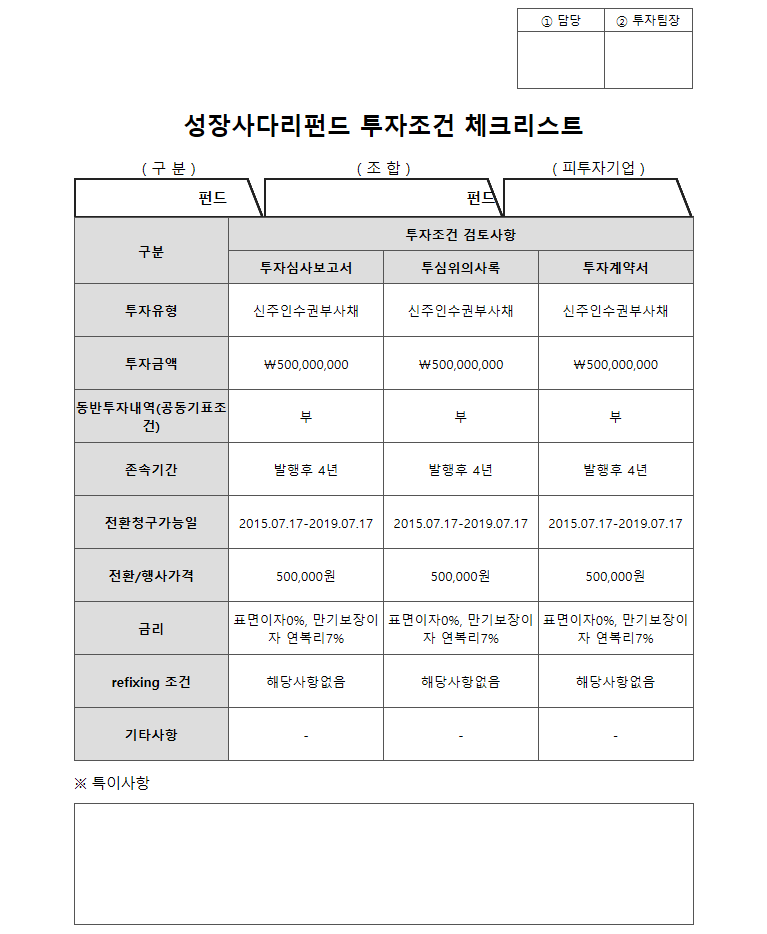 ① 담당 ② 투자팀장
성장사다리펀드 투자조건 체크리스트
( 구 분 ) ( 조 합 ) ( 피투자기업 )
펀드 펀드
구분 투자조건 검토사항
투자심사보고서 투심위의사록 투자계약서
투자유형 신주인수권부사채 신주인수권부사채 신주인수권부사채
투자금액 ₩500,000,000 ₩500,000,000 ₩500,000,000
동반투자내역(공동기표조
건) 부 부 부
존속기간 발행후 4년 발행후 4년 발행후 4년
전환청구가능일 2015.07.17-2019.07.17 2015.07.17-2019.07.17 2015.07.17-2019.07.17
전환/행사가격 500,000원 500,000원 500,000원
금리 표면이자0%, 만기보장이 표면이자0%, 만기보장이 표면이자0%, 만기보장이
자 연복리7% 자 연복리7% 자 연복리7%
refixing 조건 해당사항없음 해당사항없음 해당사항없음
기타사항 - - -
※ 특이사항